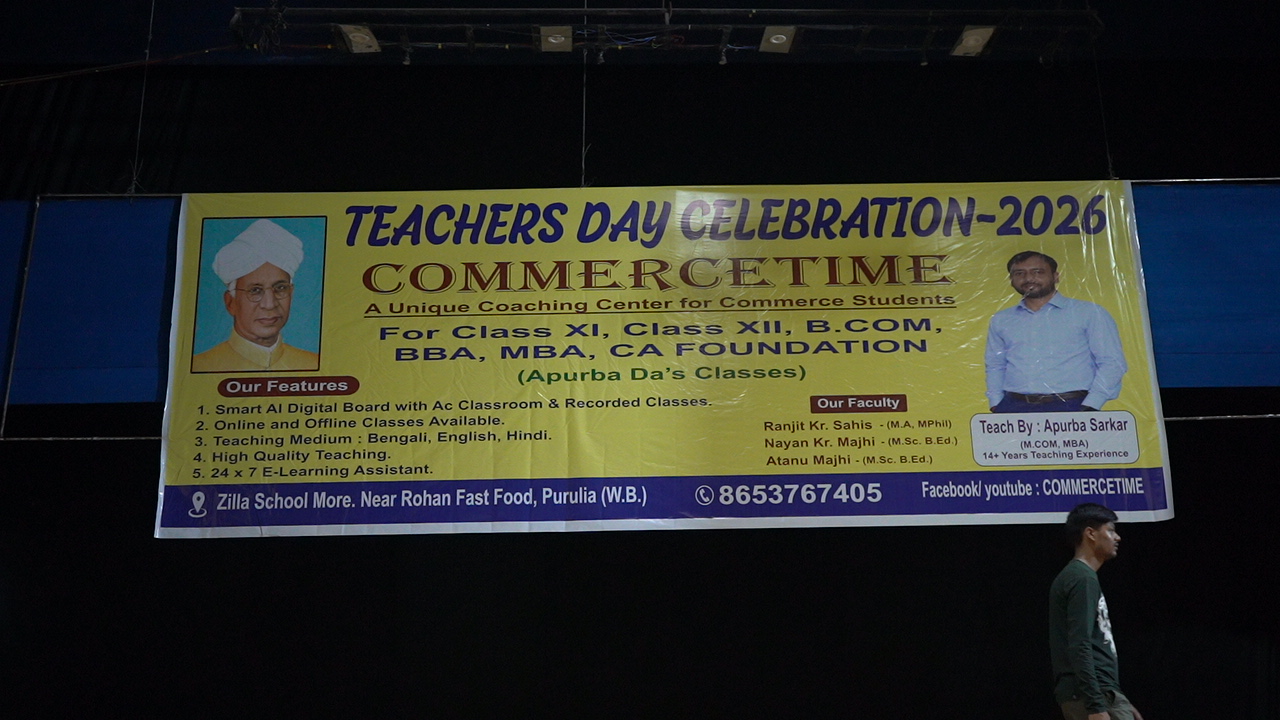 TEACHERS DAY CELEBRATION-2026
COMMERCETIME
A Unique Coaching Center for Commerce Students
For Class XI, Class XII, B.COM,
BBA, MBA, CA FOUNDATION
(Apurba Da's Classes)
Our Features
1. Smart AI Digital Board with Ac Classroom & Recorded Classes.
2. Online and Offline Classes Available.
3. Teaching Medium : Bengali, English, Hindi.
4. High Quality Teaching.
5. 24 x 7 E-Learning Assistant.
Our Faculty
Ranjit Kr. Sahis - (M.A, MPhil)
Nayan Kr. Majhi - (M.Sc. B.Ed.)
Atanu Majhi - (M.Sc. B.Ed.)
Teach By : Apurba Sarkar
(M.COM, MBA)
14+ Years Teaching Experience
Zilla School More. Near Rohan Fast Food, Purulia (W.B.)
8653767405
Facebook/ youtube : COMMERCETIME